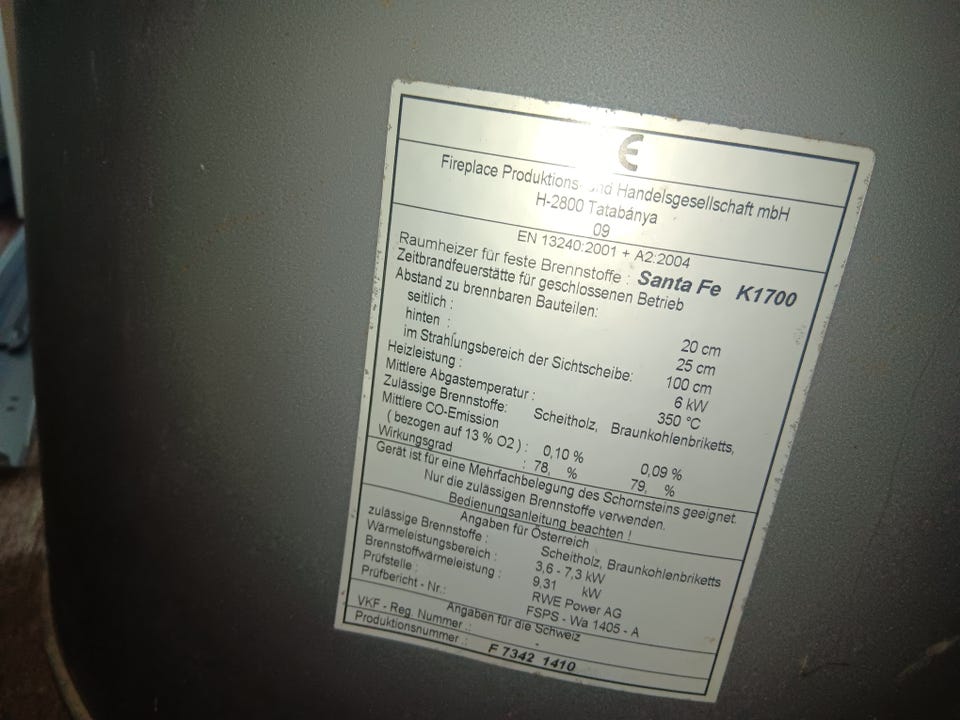 CE
Fireplace Produktions- und Handelsgesellschaft mbH
H-2800 Tatabánya
09
EN 13240:2001 + A2:2004
Raumheizer für feste Brennstoffe : Santa Fe K1700
Zeitbrandfeuerstätte für geschlossenen Betrieb
Abstand zu brennbaren Bauteilen:
seitlich : 20 cm
hinten : 25 cm
im Strahlungsbereich der Sichtscheibe: 100 cm
Heizleistung : 6 kW
Mittlere Abgastemperatur : 350 °C
Zulässige Brennstoffe: Scheitholz, Braunkohlenbriketts,
Mittlere CO-Emission
( bezogen auf 13 % O2 ) : 0,10 % 0,09 %
Wirkungsgrad : 78, % 79, %
Gerät ist für eine Mehrfachbelegung des Schornsteins geeignet.
Nur die zulässigen Brennstoffe verwenden.
Bedienungsanleitung beachten !
Angaben für Österreich
zulässige Brennstoffe : Scheitholz, Braunkohlenbriketts
Wärmeleistungsbereich : 3,6 - 7,3 kW
Brennstoffwärmeleistung : 9,31 kW
Prüfstelle : RWE Power AG
Prüfbericht - Nr.: FSPS - Wa 1405 - A
Angaben für die Schweiz
VKF - Reg. Nummer : -
Produktionsnummer .: F 7342 1410